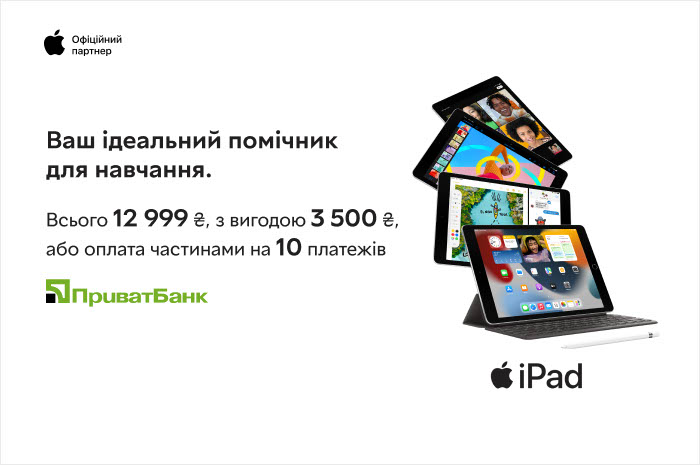 Офіційний
партнер
Ваш ідеальний помічник
для навчання.
Всього 12 999 ₴, з вигодою 3 500 ₴,
або оплата частинами на 10 платежів
ПриватБанк
iPad